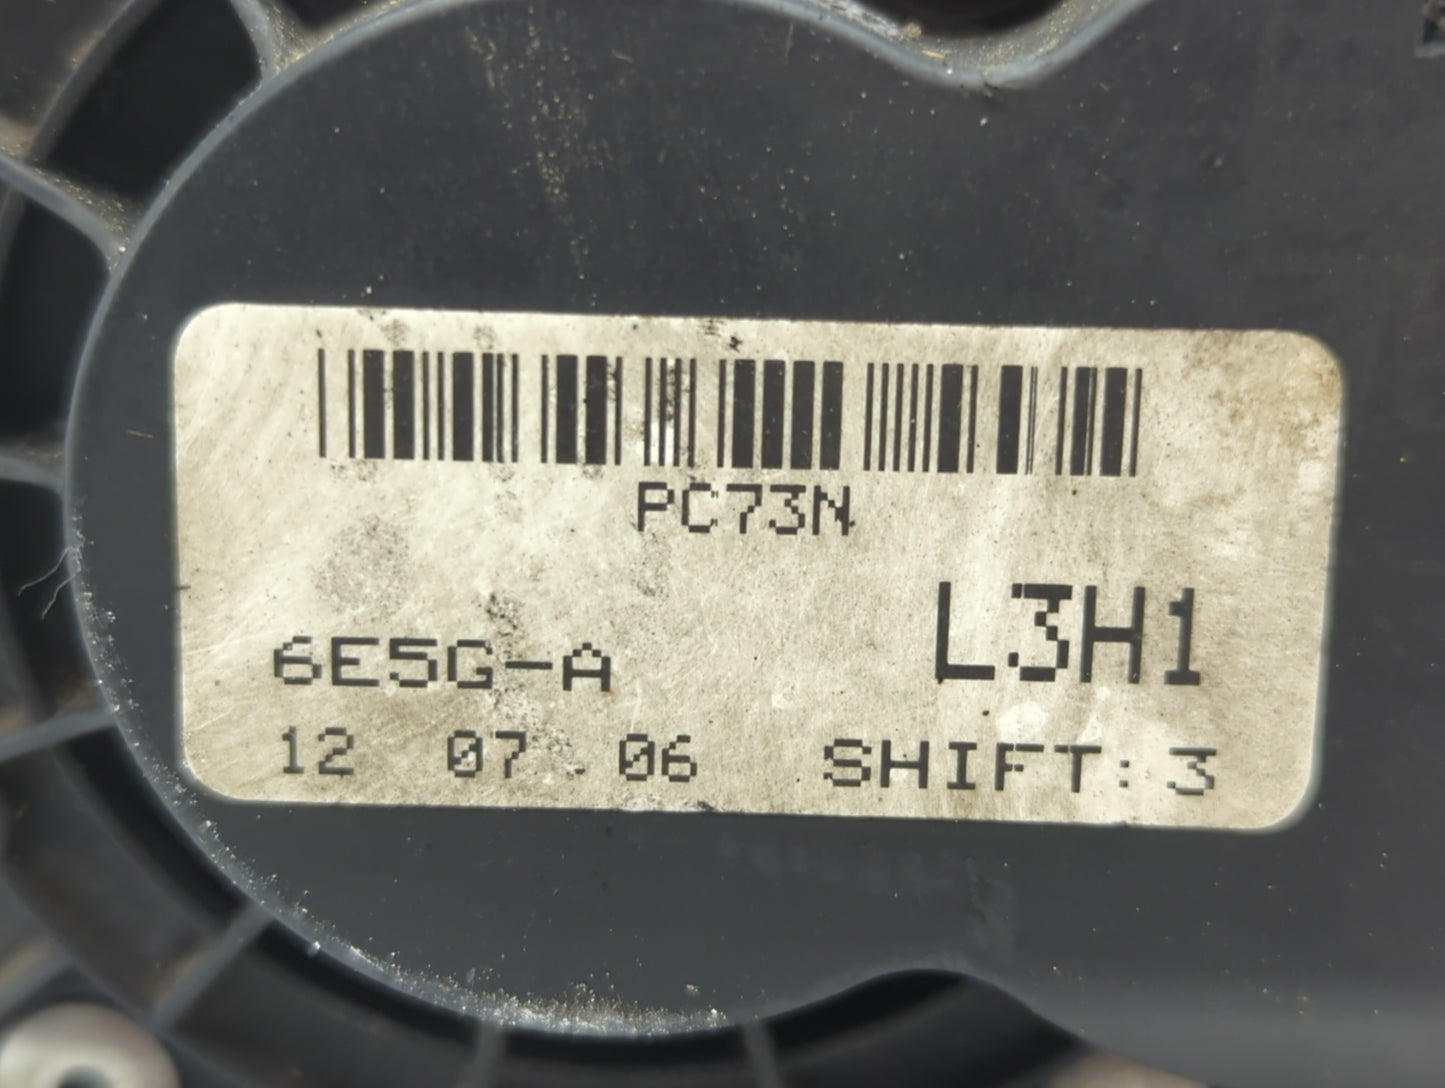 PC73N
L3H1
6E5G-A
12 07 06 SHIFT: 3